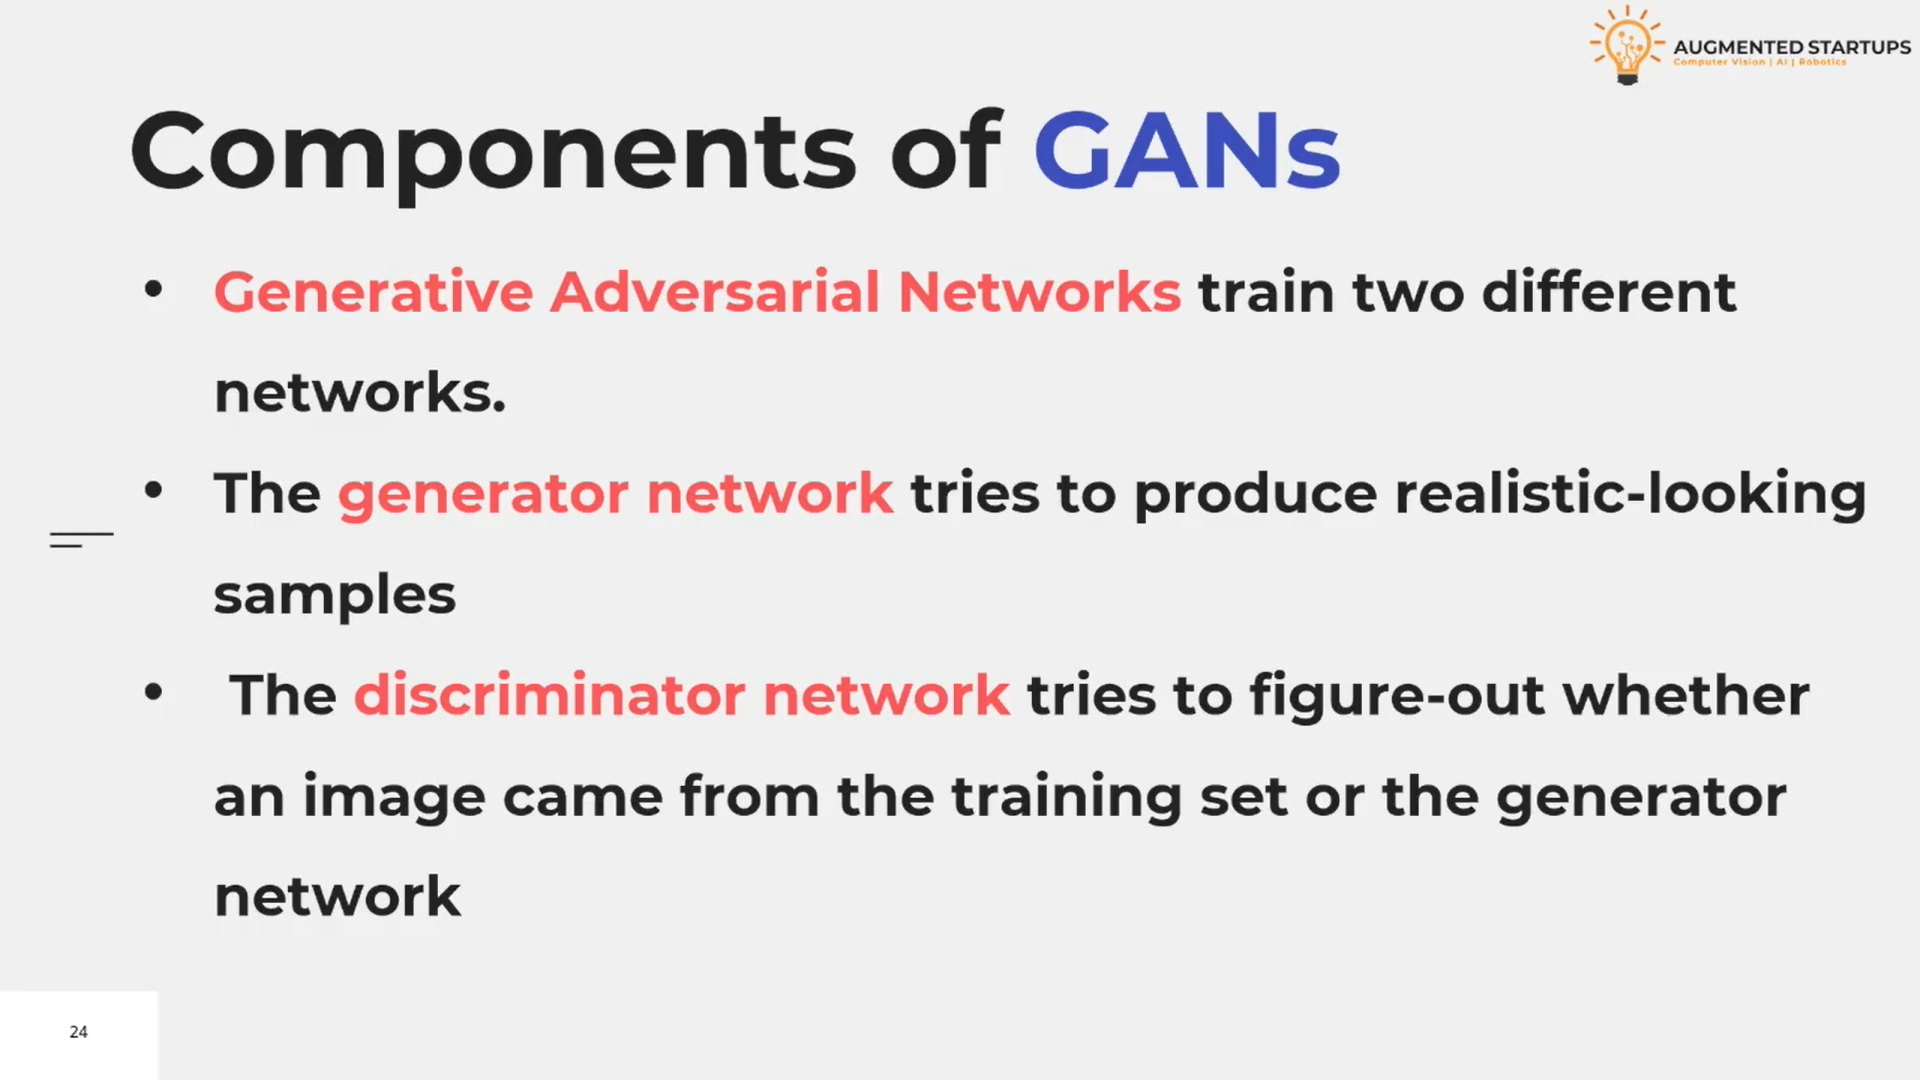 AUGMENTED STARTUPS
Computer Vision | AI | Robotics
Components of GANs
• Generative Adversarial Networks train two different
networks.
• The generator network tries to produce realistic-looking
samples
• The discriminator network tries to figure-out whether
an image came from the training set or the generator
network
24